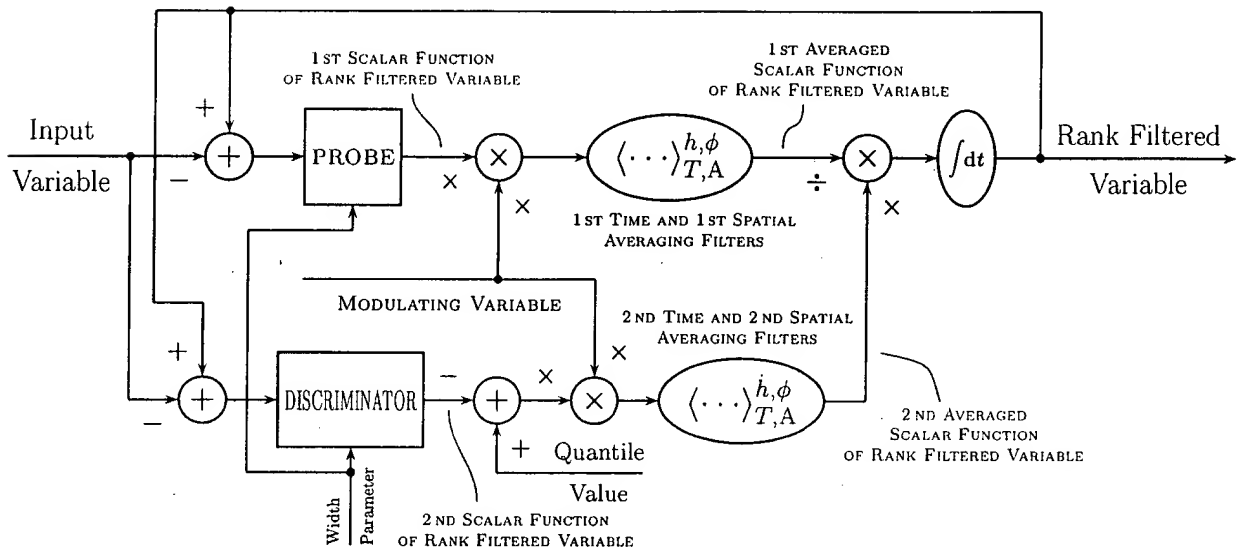 1ST SCALAR FUNCTION
OF RANK FILTERED VARIABLE
1ST AVERAGED
SCALAR FUNCTION
OF RANK FILTERED VARIABLE
Input
Variable
+
−
+
PROBE
×
×
×
⟨···⟩ h,ϕ T,A
÷
×
×
∫dt
Rank Filtered
Variable
1ST TIME AND 1ST SPATIAL
AVERAGING FILTERS
MODULATING VARIABLE
2ND TIME AND 2ND SPATIAL
AVERAGING FILTERS
+
−
+
DISCRIMINATOR
−
+
+
×
×
×
⟨···⟩ ḣ,ϕ T,A
Quantile
Value
2ND AVERAGED
SCALAR FUNCTION
OF RANK FILTERED VARIABLE
Width
Parameter
2ND SCALAR FUNCTION
OF RANK FILTERED VARIABLE